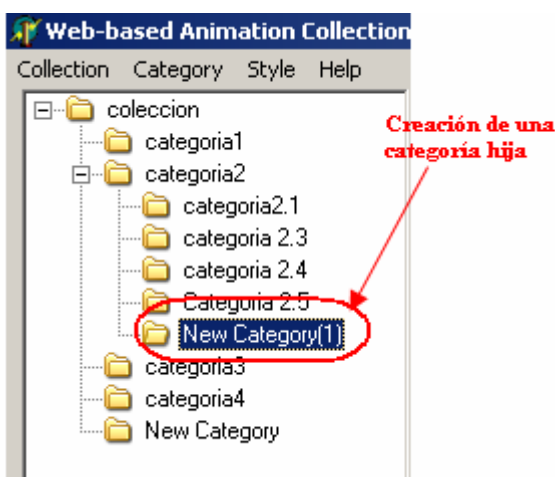 Web-based Animation Collection
Collection Category Style Help
coleccion
categoria1
categoria2
categoria2.1
categoria 2.3
categoria 2.4
Categoria 2.5
New Category(1)
categoria3
categoria4
New Category
Creación de una
categoría hija